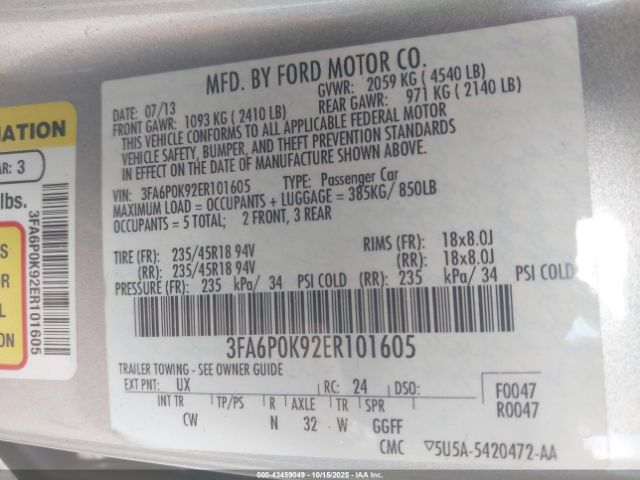 MFD. BY FORD MOTOR CO.
DATE: 07/13 GVWR: 2059 KG (4540 LB)
FRONT GAWR: 1093 KG (2410 LB) REAR GAWR: 971 KG (2140 LB)
THIS VEHICLE CONFORMS TO ALL APPLICABLE FEDERAL MOTOR
VEHICLE SAFETY, BUMPER, AND THEFT PREVENTION STANDARDS
IN EFFECT ON THE DATE OF MANUFACTURE SHOWN ABOVE.
VIN: 3FA6P0K92ER101605 TYPE: Passenger Car
MAXIMUM LOAD = OCCUPANTS + LUGGAGE = 385KG/ 850LB
OCCUPANTS = 5 TOTAL; 2 FRONT, 3 REAR
TIRE (FR): 235/45R18 94V RIMS (FR): 18x8.0J
(RR): 235/45R18 94V (RR): 18x8.0J
PRESSURE (FR): 235 kPa/ 34 PSI COLD (RR): 235 kPa/ 34 PSI COLD
3FA6P0K92ER101605
TRAILER TOWING - SEE OWNER GUIDE
EXT PNT: UX RC: 24 DSO: F0047
R0047
INT TR TP/PS R AXLE TR SPR
CW N 32 W GGFF
CMC ▽5U5A-5420472-AA
MATION
AR: 3
lbs.
S
OR
L
S
3FA6P0K92ER101605
000-43459049 - 10/15/2025 - IAAI